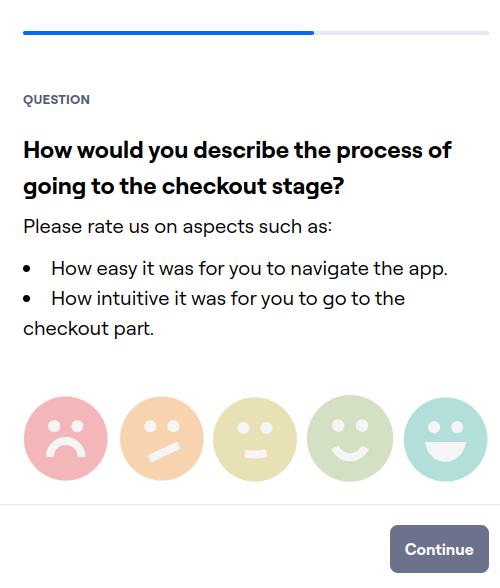 QUESTION
How would you describe the process of
going to the checkout stage?
Please rate us on aspects such as:
• How easy it was for you to navigate the app.
• How intuitive it was for you to go to the
checkout part.
Continue